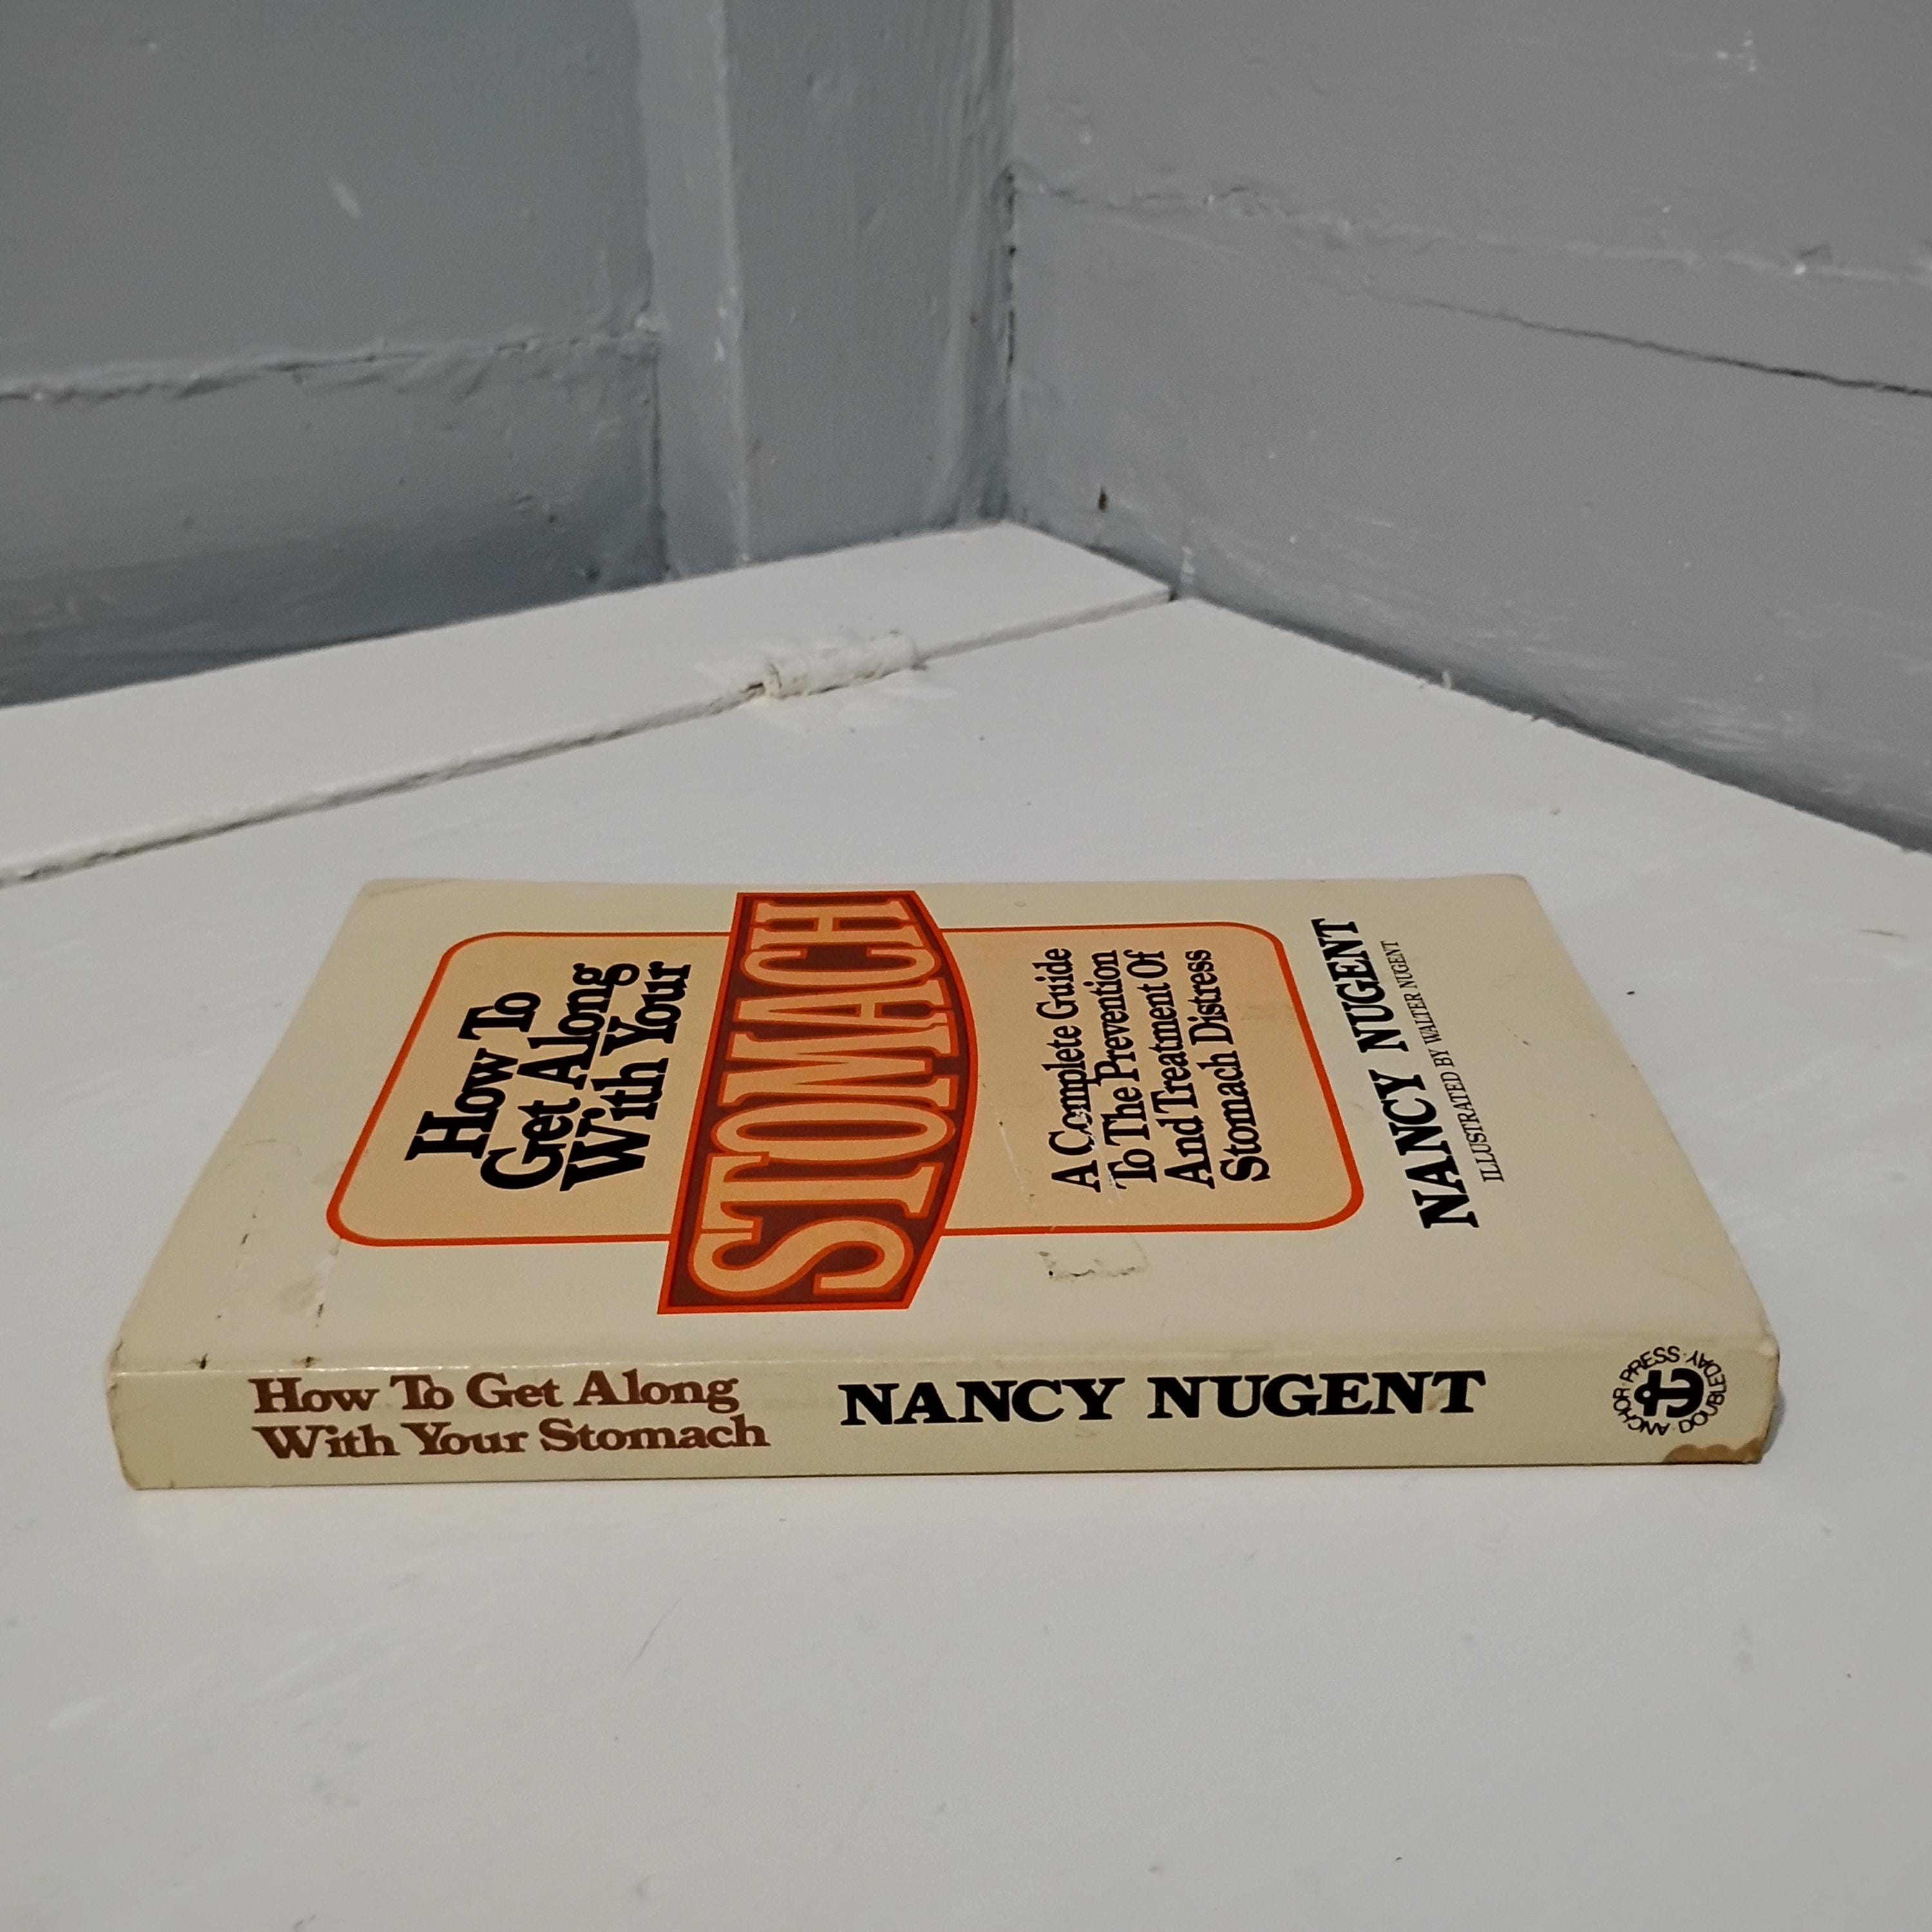 How To
Get Along
With Your
STOMACH
A Complete Guide
To The Prevention
And Treatment Of
Stomach Distress
NANCY NUGENT
ILLUSTRATED BY WALTER NUGENT
How To Get Along
With Your Stomach
NANCY NUGENT
ANCHOR PRESS · DOUBLEDAY ·